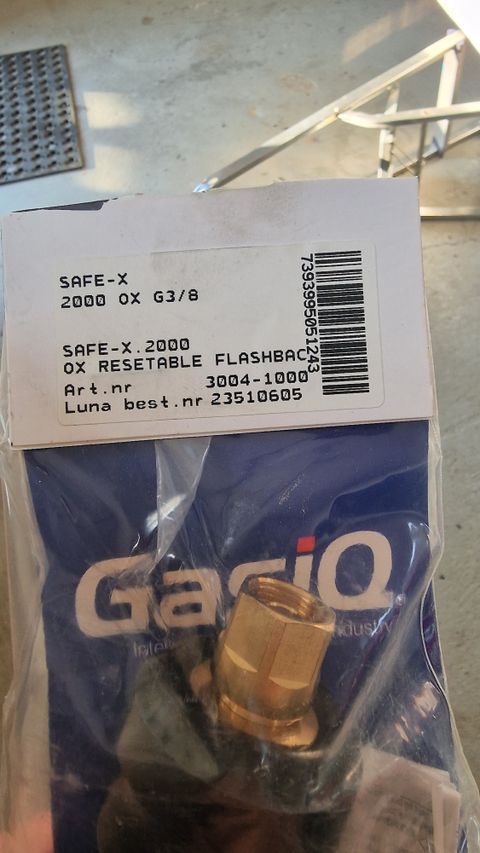 SAFE-X
2000 OX G3/8
SAFE-X.2000
OX RESETABLE FLASHBAC
Art.nr 3004-1000
Luna best.nr 23510605
7393995051243
GasiQ
ndustry